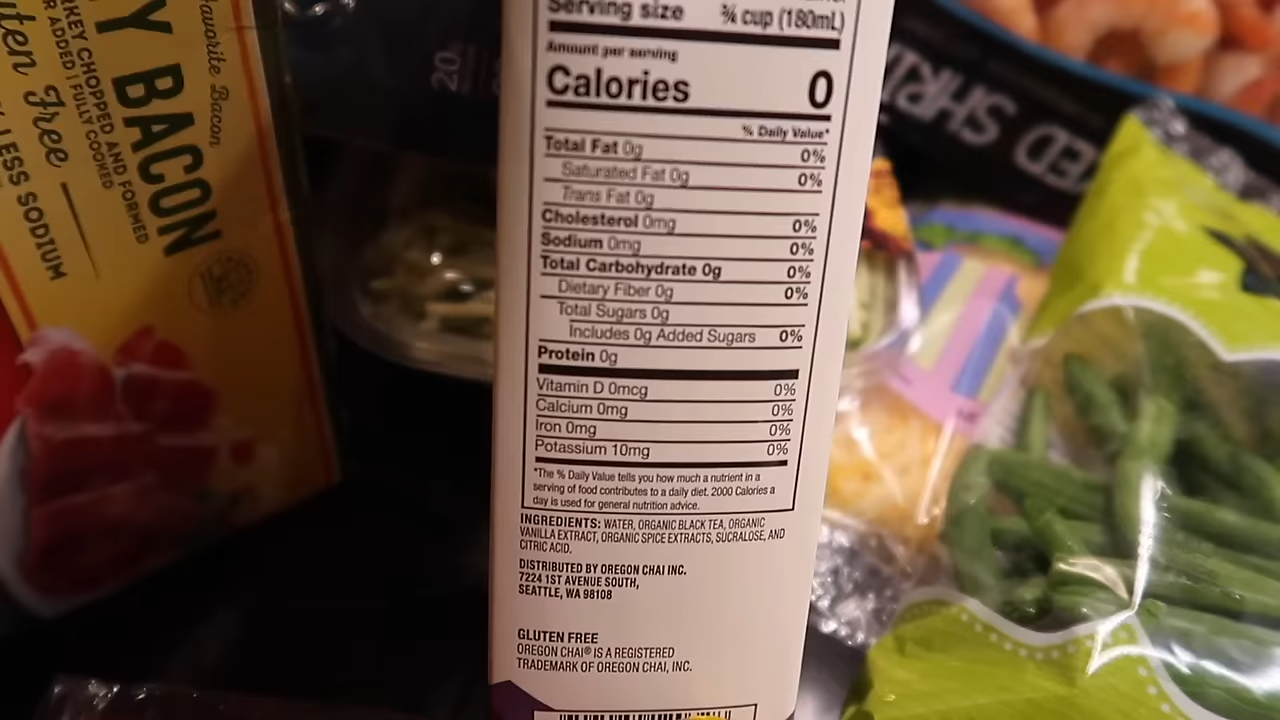 Serving size ¾ cup (180mL)
Amount per serving
Calories 0
% Daily Value*
Total Fat 0g 0%
Saturated Fat 0g 0%
Trans Fat 0g
Cholesterol 0mg 0%
Sodium 0mg 0%
Total Carbohydrate 0g 0%
Dietary Fiber 0g 0%
Total Sugars 0g
Includes 0g Added Sugars 0%
Protein 0g
Vitamin D 0mcg 0%
Calcium 0mg 0%
Iron 0mg 0%
Potassium 10mg 0%
*The % Daily Value tells you how much a nutrient in a
serving of food contributes to a daily diet. 2000 Calories a
day is used for general nutrition advice.
INGREDIENTS: WATER, ORGANIC BLACK TEA, ORGANIC
VANILLA EXTRACT, ORGANIC SPICE EXTRACTS, SUCRALOSE, AND
CITRIC ACID.
DISTRIBUTED BY OREGON CHAI INC.
7224 1ST AVENUE SOUTH,
SEATTLE, WA 98108
GLUTEN FREE
OREGON CHAI® IS A REGISTERED
TRADEMARK OF OREGON CHAI, INC.
Favorite Bacon
Y BACON
KEY CHOPPED AND FORMED
R ADDED | FULLY COOKED
uten Free
LESS SODIUM
20
ED SHRI